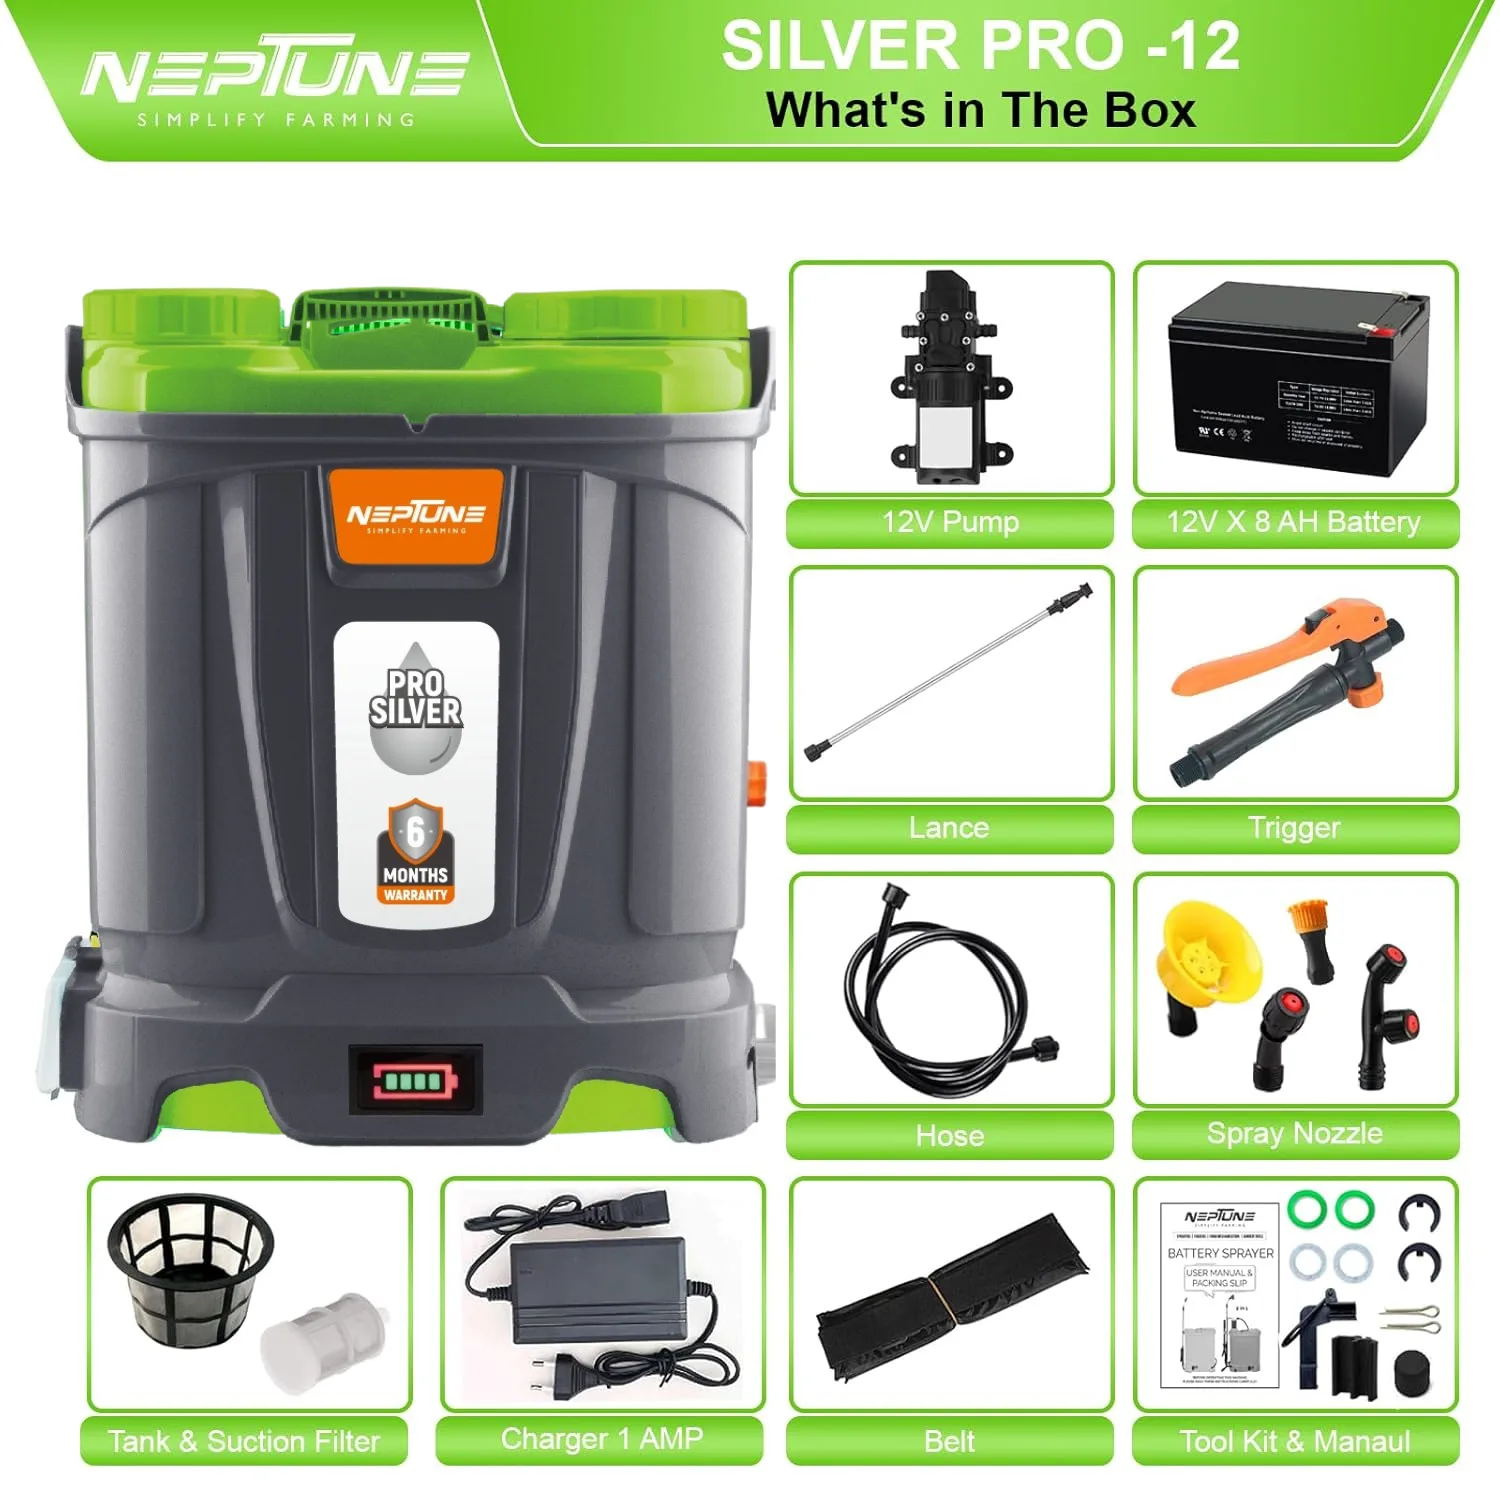 NEPTUNE
SIMPLIFY FARMING
SILVER PRO -12
What's in The Box
NEPTUNE
SIMPLIFY FARMING
PRO
SILVER
6
MONTHS
WARRANTY
12V Pump
12V X 8 AH Battery
Lance
Trigger
Hose
Spray Nozzle
NEPTUNE
SIMPLIFY FARMING
BATTERY SPRAYER
USER MANUAL &
PACKING SLIP
Tank & Suction Filter
Charger 1 AMP
Belt
Tool Kit & Manaul